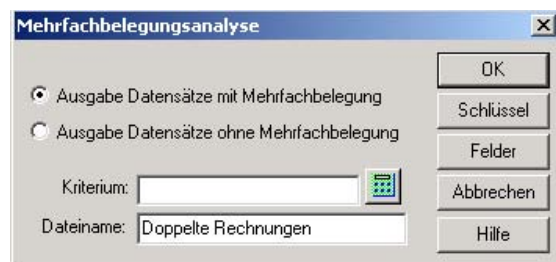 Mehrfachbelegungsanalyse
Ausgabe Datensätze mit Mehrfachbelegung
Ausgabe Datensätze ohne Mehrfachbelegung
Kriterium:
Dateiname: Doppelte Rechnungen
OK
Schlüssel
Felder
Abbrechen
Hilfe